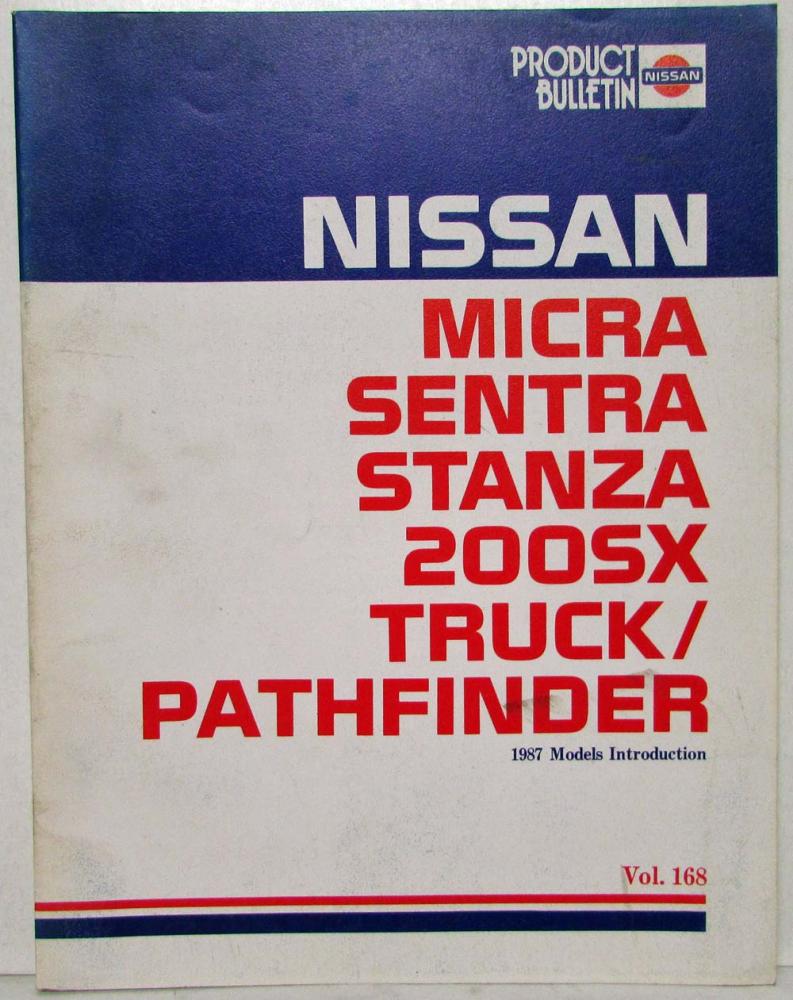 PRODUCT
BULLETIN
NISSAN
NISSAN
MICRA
SENTRA
STANZA
200SX
TRUCK/
PATHFINDER
1987 Models Introduction
Vol. 168